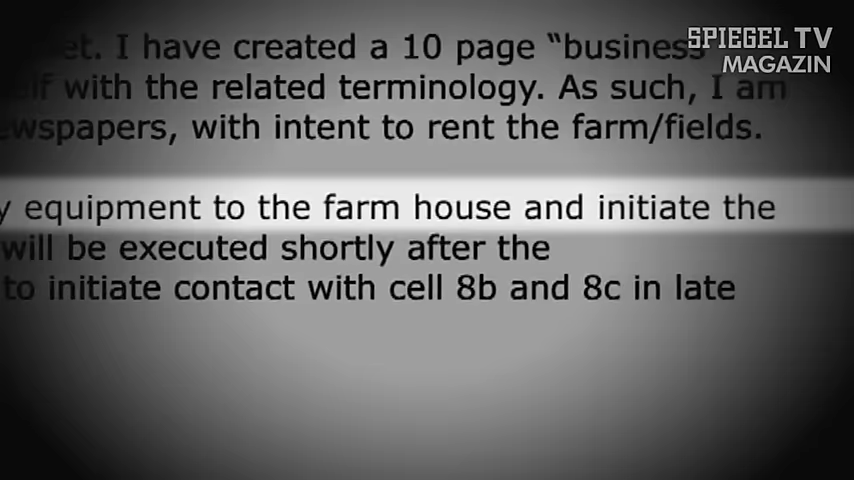 I have created a 10 page “business
with the related terminology. As such, I am
with intent to rent the farm/fields.
equipment to the farm house and initiate the
will be executed shortly after the
to initiate contact with cell 8b and 8c in late
SPIEGEL TV
MAGAZIN